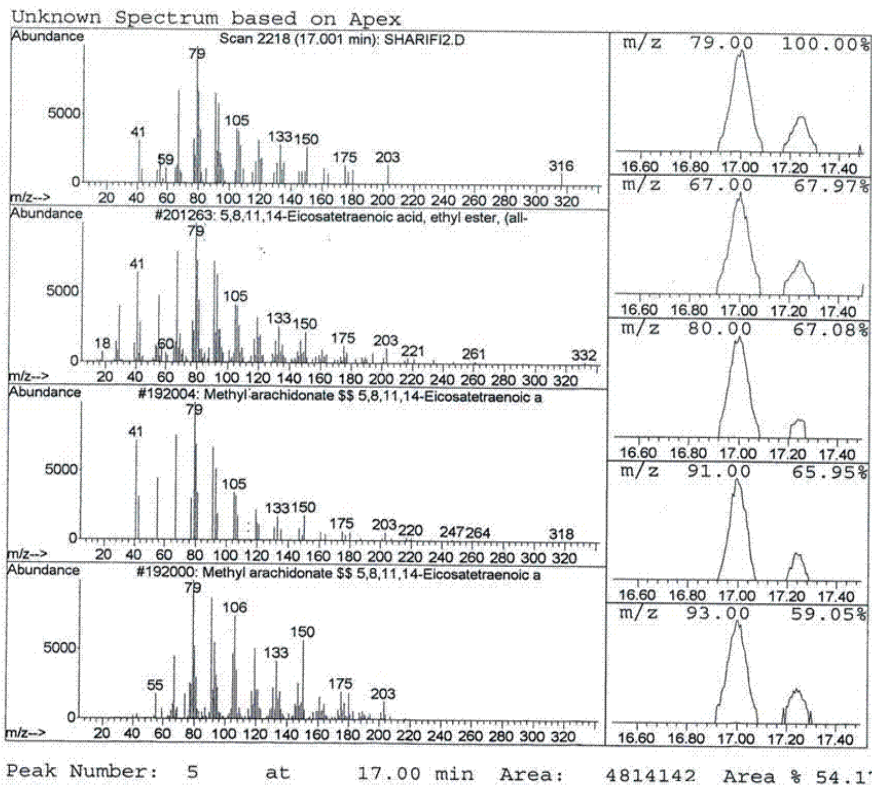 Unknown Spectrum based on Apex
Abundance Scan 2218 (17.001 min): SHARIFI2.D
79
5000
41 59 105 133 150 175 203 316
0
m/z--> 20 40 60 80 100 120 140 160 180 200 220 240 260 280 300 320
Abundance #201263: 5,8,11,14-Eicosatetraenoic acid, ethyl ester, (all-
79
5000
18 41 60 105 133 150 175 203 221 261 332
0
m/z--> 20 40 60 80 100 120 140 160 180 200 220 240 260 280 300 320
Abundance #192004: Methyl arachidonate $$ 5,8,11,14-Eicosatetraenoic a
79
5000
41 105 133 150 175 203 220 247 264 318
0
m/z--> 20 40 60 80 100 120 140 160 180 200 220 240 260 280 300 320
Abundance #192000: Methyl arachidonate $$ 5,8,11,14-Eicosatetraenoic a
79
5000
55 106 133 150 175 203
0
m/z--> 20 40 60 80 100 120 140 160 180 200 220 240 260 280 300 320
m/z 79.00 100.00%
16.60 16.80 17.00 17.20 17.40
m/z 67.00 67.97%
16.60 16.80 17.00 17.20 17.40
m/z 80.00 67.08%
16.60 16.80 17.00 17.20 17.40
m/z 91.00 65.95%
16.60 16.80 17.00 17.20 17.40
m/z 93.00 59.05%
16.60 16.80 17.00 17.20 17.40
Peak Number: 5 at 17.00 min Area: 4814142 Area % 54.17